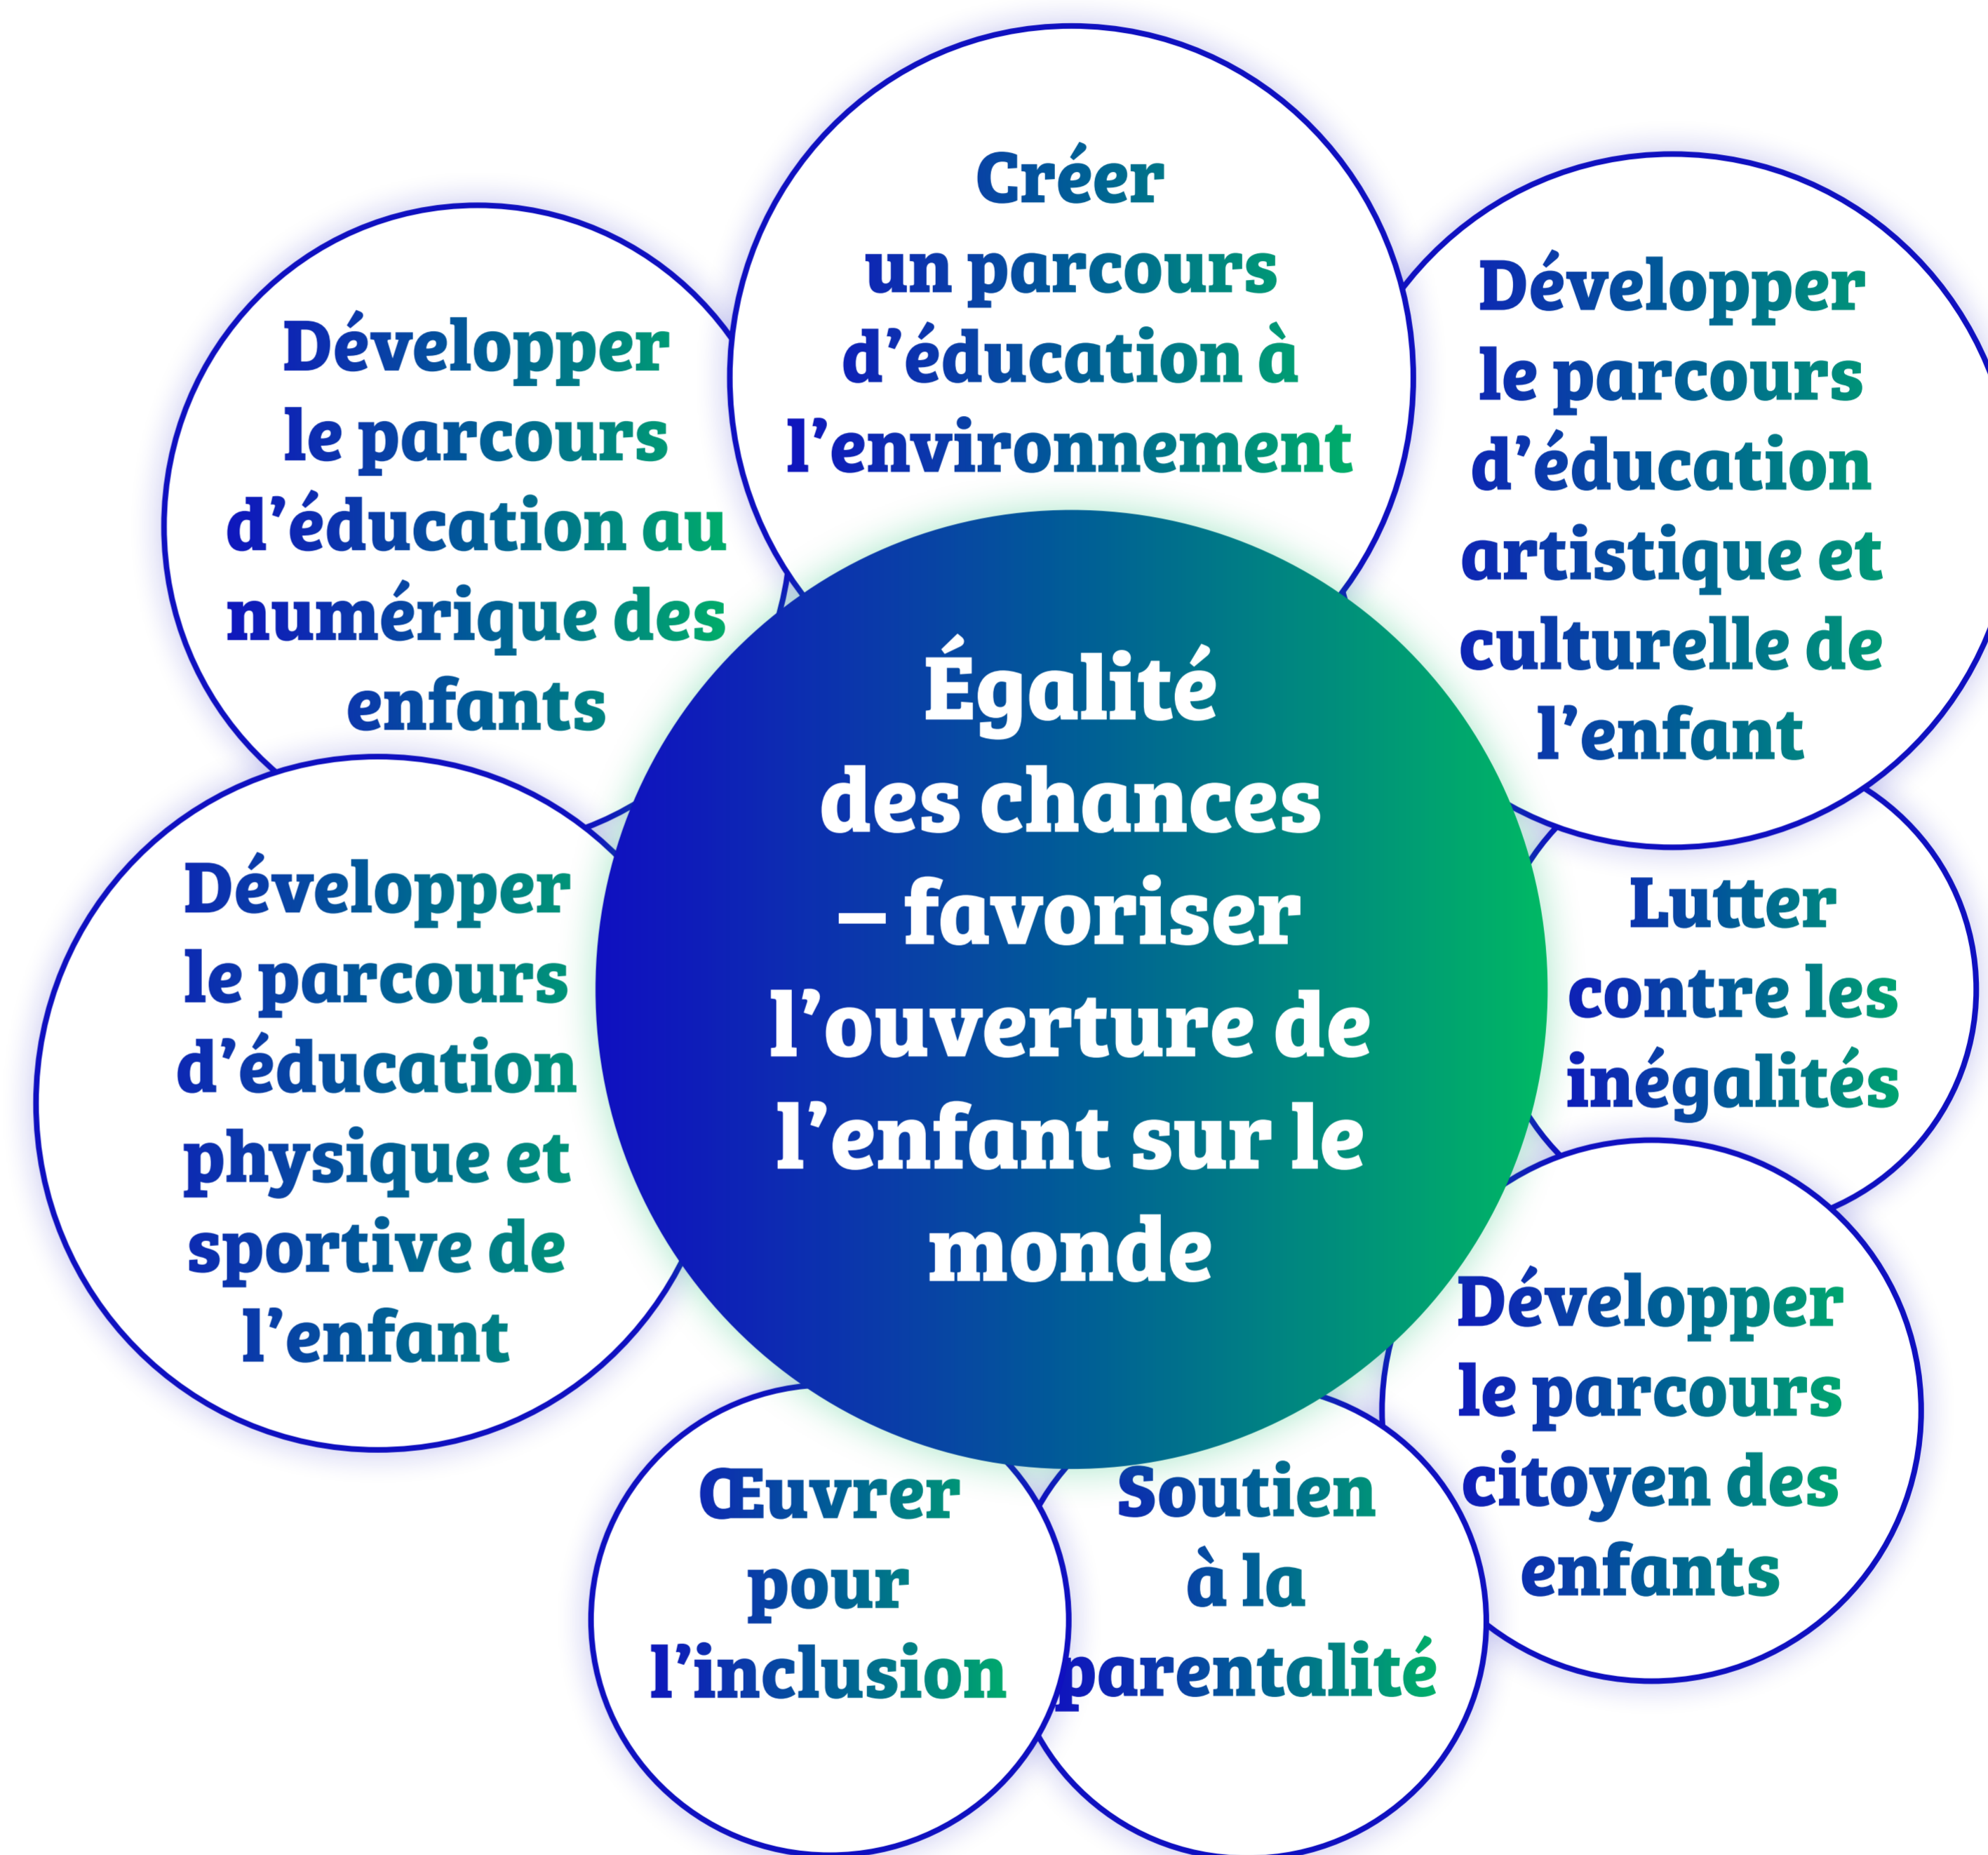 Créer
un parcours
d’éducation à
l’environnement
Développer
le parcours
d’éducation
artistique et
culturelle de
l’enfant
Lutter
contre les
inégalités
Développer
le parcours
citoyen des
enfants
Soutien
à la
parentalité
Œuvrer
pour
l’inclusion
Développer
le parcours
d’éducation
physique et
sportive de
l’enfant
Développer
le parcours
d’éducation au
numérique des
enfants
Égalité
des chances
– favoriser
l’ouverture de
l’enfant sur le
monde